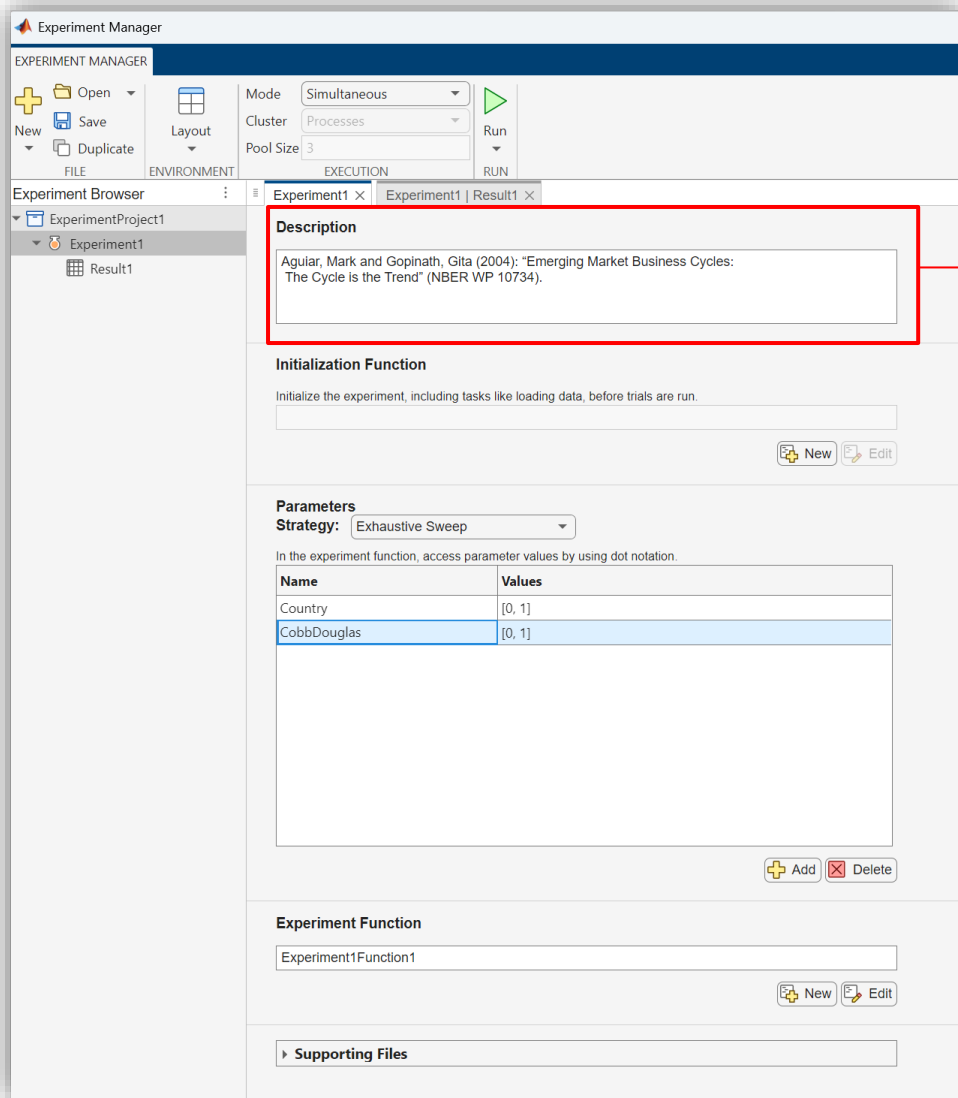 Experiment Manager
EXPERIMENT MANAGER
New
Open
Save
Duplicate
FILE
Layout
ENVIRONMENT
Mode Simultaneous
Cluster Processes
Pool Size 3
EXECUTION
Run
RUN
Experiment Browser
ExperimentProject1
Experiment1
Result1
Experiment1
Experiment1 | Result1
Description
Aguiar, Mark and Gopinath, Gita (2004): “Emerging Market Business Cycles:
The Cycle is the Trend” (NBER WP 10734).
Initialization Function
Initialize the experiment, including tasks like loading data, before trials are run.
New Edit
Parameters
Strategy: Exhaustive Sweep
In the experiment function, access parameter values by using dot notation.
Name Values
Country [0, 1]
CobbDouglas [0, 1]
Add Delete
Experiment Function
Experiment1Function1
New Edit
Supporting Files